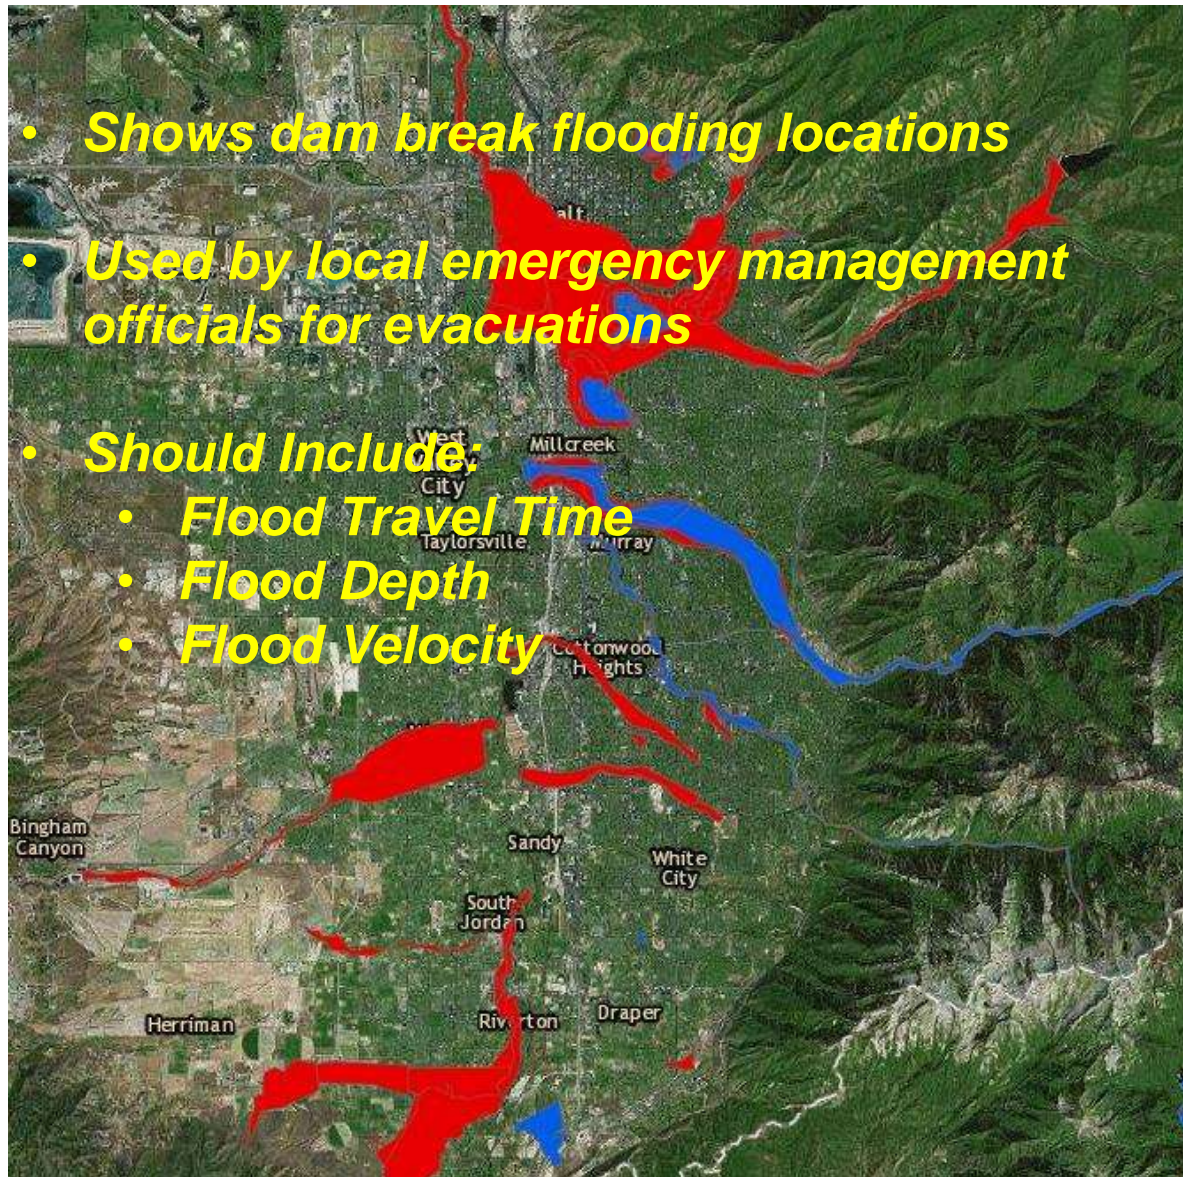 • Shows dam break flooding locations
alt
• Used by local emergency management
officials for evacuations
• Should Include:
West
City
Millcreek
• Flood Travel Time
Taylorsville
Murray
• Flood Depth
• Flood Velocity
Cottonwood
Heights
Bingham
Canyon
Sandy
White
City
South
Jordan
Herriman
Riverton
Draper